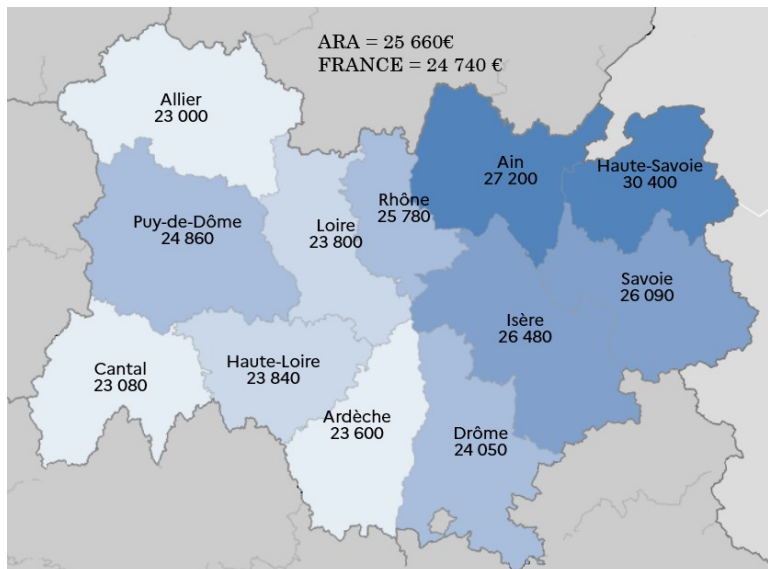 ARA = 25 660€
FRANCE = 24 740 €
Allier
23 000
Ain
27 200
Haute-Savoie
30 400
Rhône
25 780
Puy-de-Dôme
24 860
Loire
23 800
Savoie
26 090
Isère
26 480
Cantal
23 080
Haute-Loire
23 840
Ardèche
23 600
Drôme
24 050